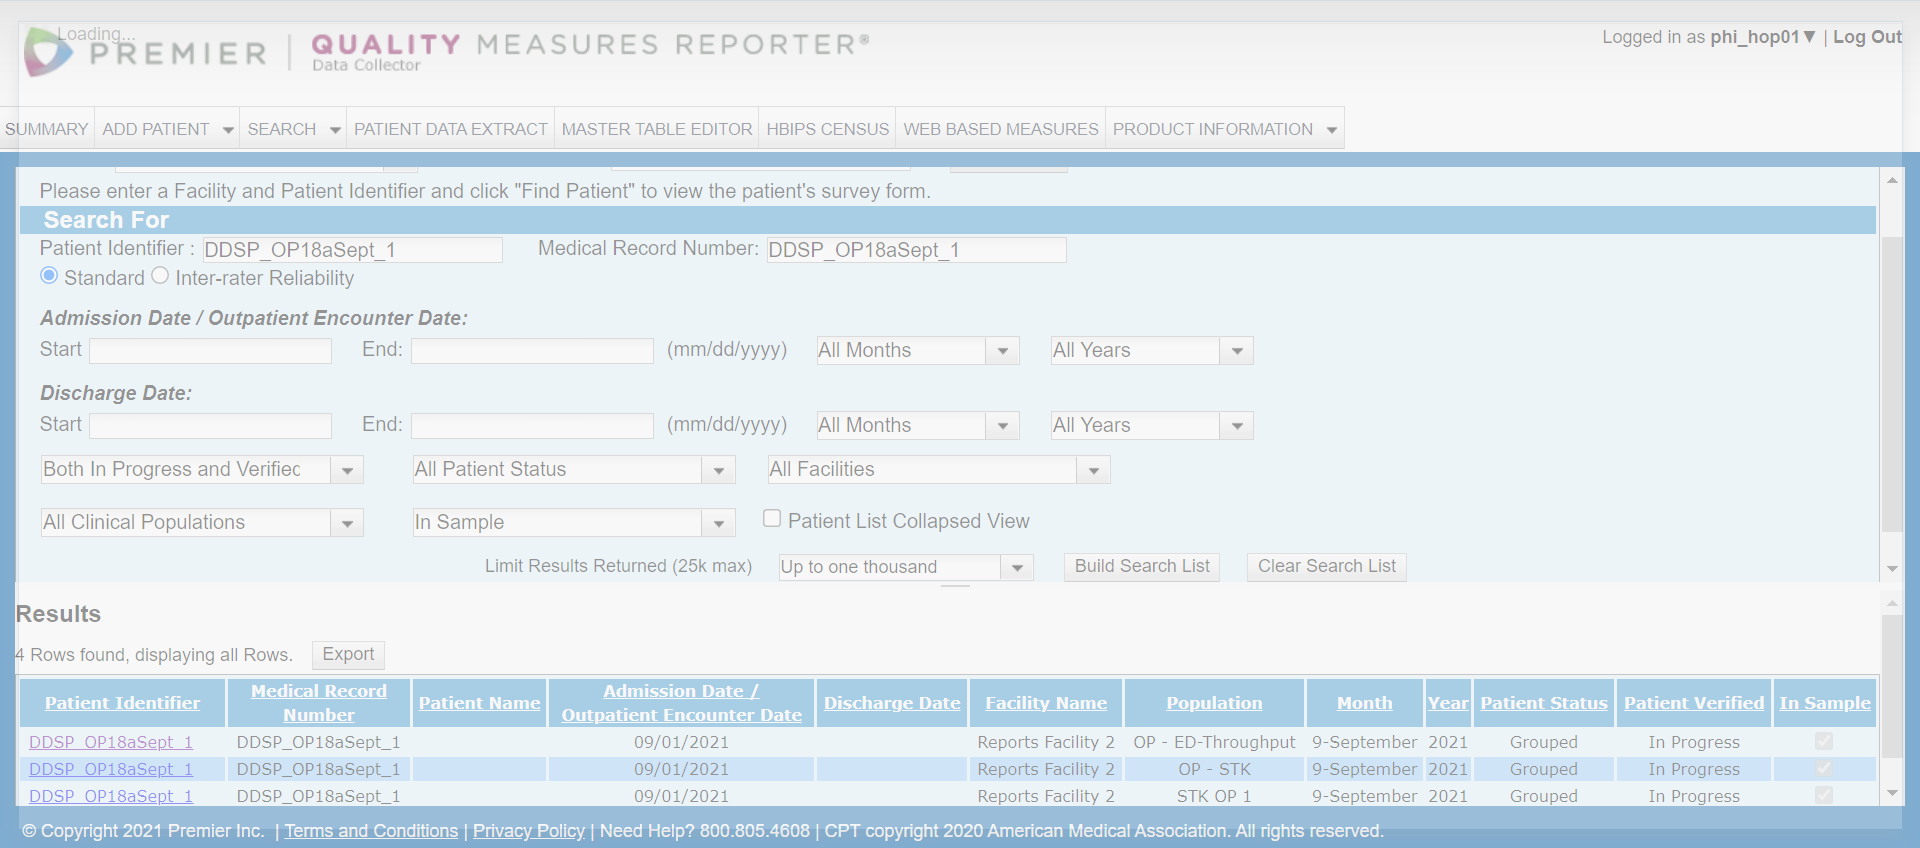 Loading...
PREMIER | QUALITY MEASURES REPORTER®
Data Collector
Logged in as phi_hop01▼ | Log Out
SUMMARY ADD PATIENT SEARCH PATIENT DATA EXTRACT MASTER TABLE EDITOR HBIPS CENSUS WEB BASED MEASURES PRODUCT INFORMATION
Please enter a Facility and Patient Identifier and click "Find Patient" to view the patient's survey form.
Search For
Patient Identifier : DDSP_OP18aSept_1 Medical Record Number: DDSP_OP18aSept_1
Standard Inter-rater Reliability
Admission Date / Outpatient Encounter Date:
Start End: (mm/dd/yyyy) All Months All Years
Discharge Date:
Start End: (mm/dd/yyyy) All Months All Years
Both In Progress and Verified All Patient Status All Facilities
All Clinical Populations In Sample Patient List Collapsed View
Limit Results Returned (25k max) Up to one thousand Build Search List Clear Search List
Results
4 Rows found, displaying all Rows. Export
Patient Identifier Medical Record Number Patient Name Admission Date / Outpatient Encounter Date Discharge Date Facility Name Population Month Year Patient Status Patient Verified In Sample
DDSP_OP18aSept_1 DDSP_OP18aSept_1 09/01/2021 Reports Facility 2 OP - ED-Throughput 9-September 2021 Grouped In Progress
DDSP_OP18aSept_1 DDSP_OP18aSept_1 09/01/2021 Reports Facility 2 OP - STK 9-September 2021 Grouped In Progress
DDSP_OP18aSept_1 DDSP_OP18aSept_1 09/01/2021 Reports Facility 2 STK OP 1 9-September 2021 Grouped In Progress
© Copyright 2021 Premier Inc. | Terms and Conditions | Privacy Policy | Need Help? 800.805.4608 | CPT copyright 2020 American Medical Association. All rights reserved.